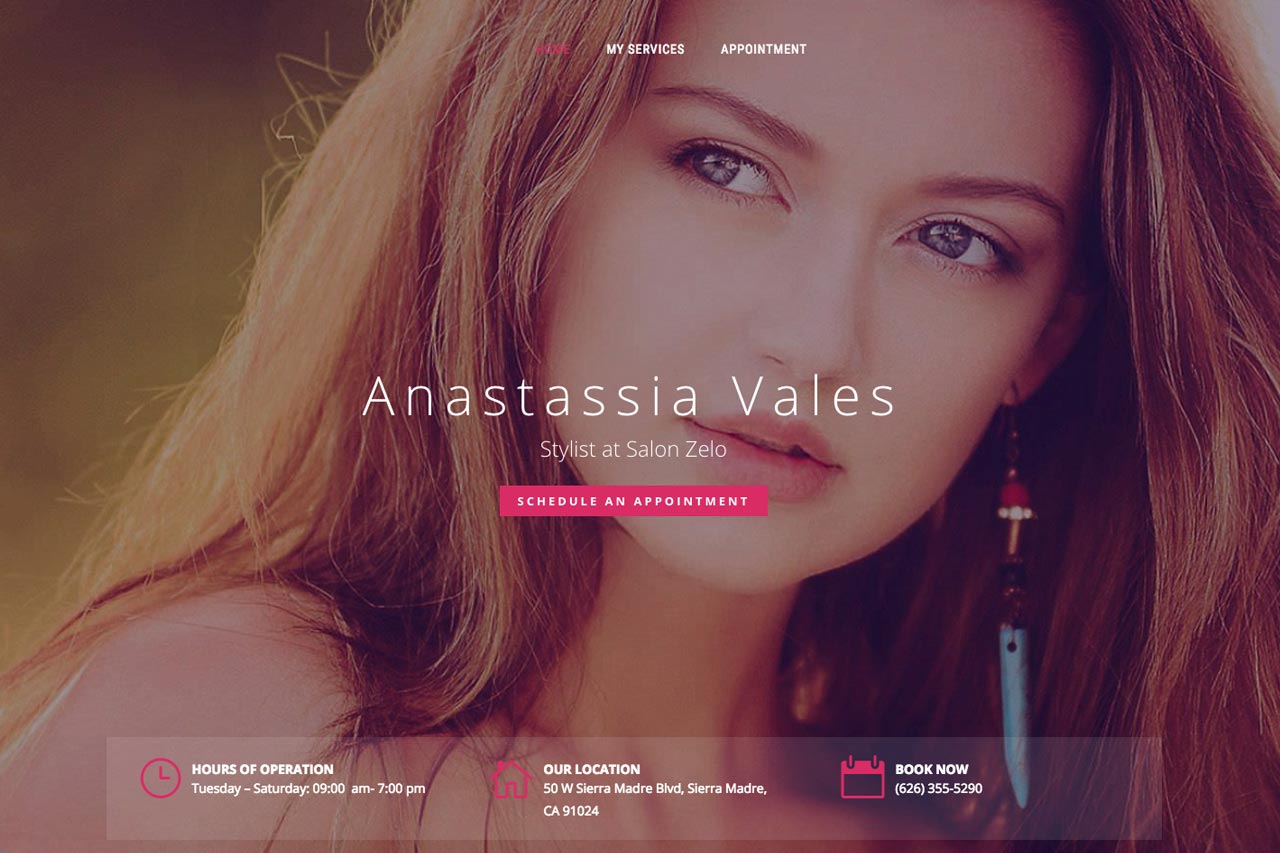 HOME MY SERVICES APPOINTMENT
Anastassia Vales
Stylist at Salon Zelo
SCHEDULE AN APPOINTMENT
HOURS OF OPERATION
Tuesday – Saturday: 09:00 am- 7:00 pm
OUR LOCATION
50 W Sierra Madre Blvd, Sierra Madre,
CA 91024
BOOK NOW
(626) 355-5290